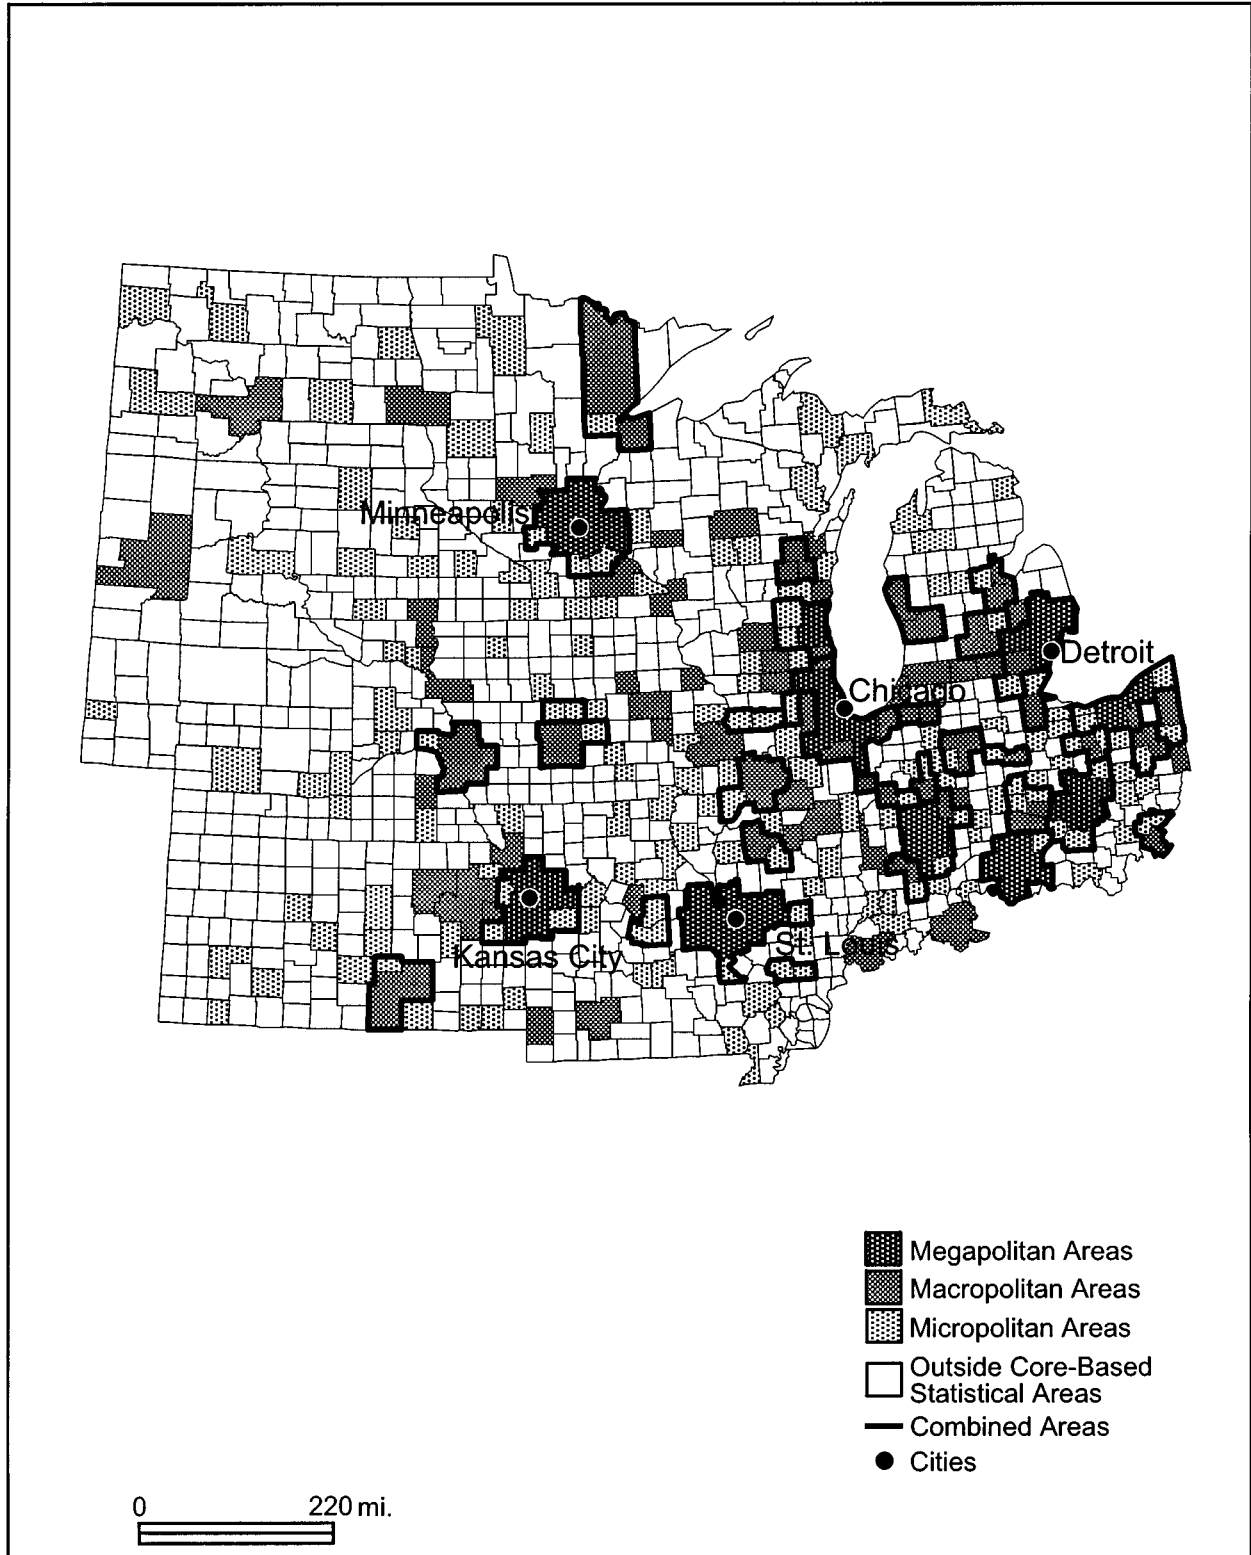 Minneapolis
Detroit
Chicago
St. Louis
Kansas City
Megapolitan Areas
Macropolitan Areas
Micropolitan Areas
Outside Core-Based
Statistical Areas
Combined Areas
Cities
0 220 mi.